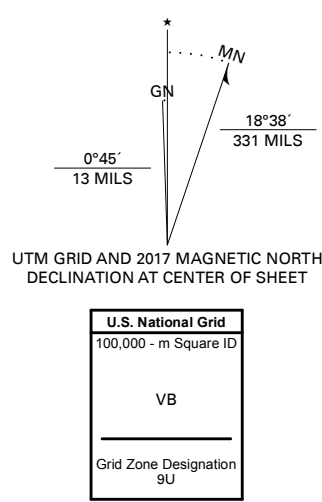 ★
MN
GN
0°45´
13 MILS
18°38´
331 MILS
UTM GRID AND 2017 MAGNETIC NORTH
DECLINATION AT CENTER OF SHEET
U.S. National Grid
100,000 - m Square ID
VB
Grid Zone Designation
9U